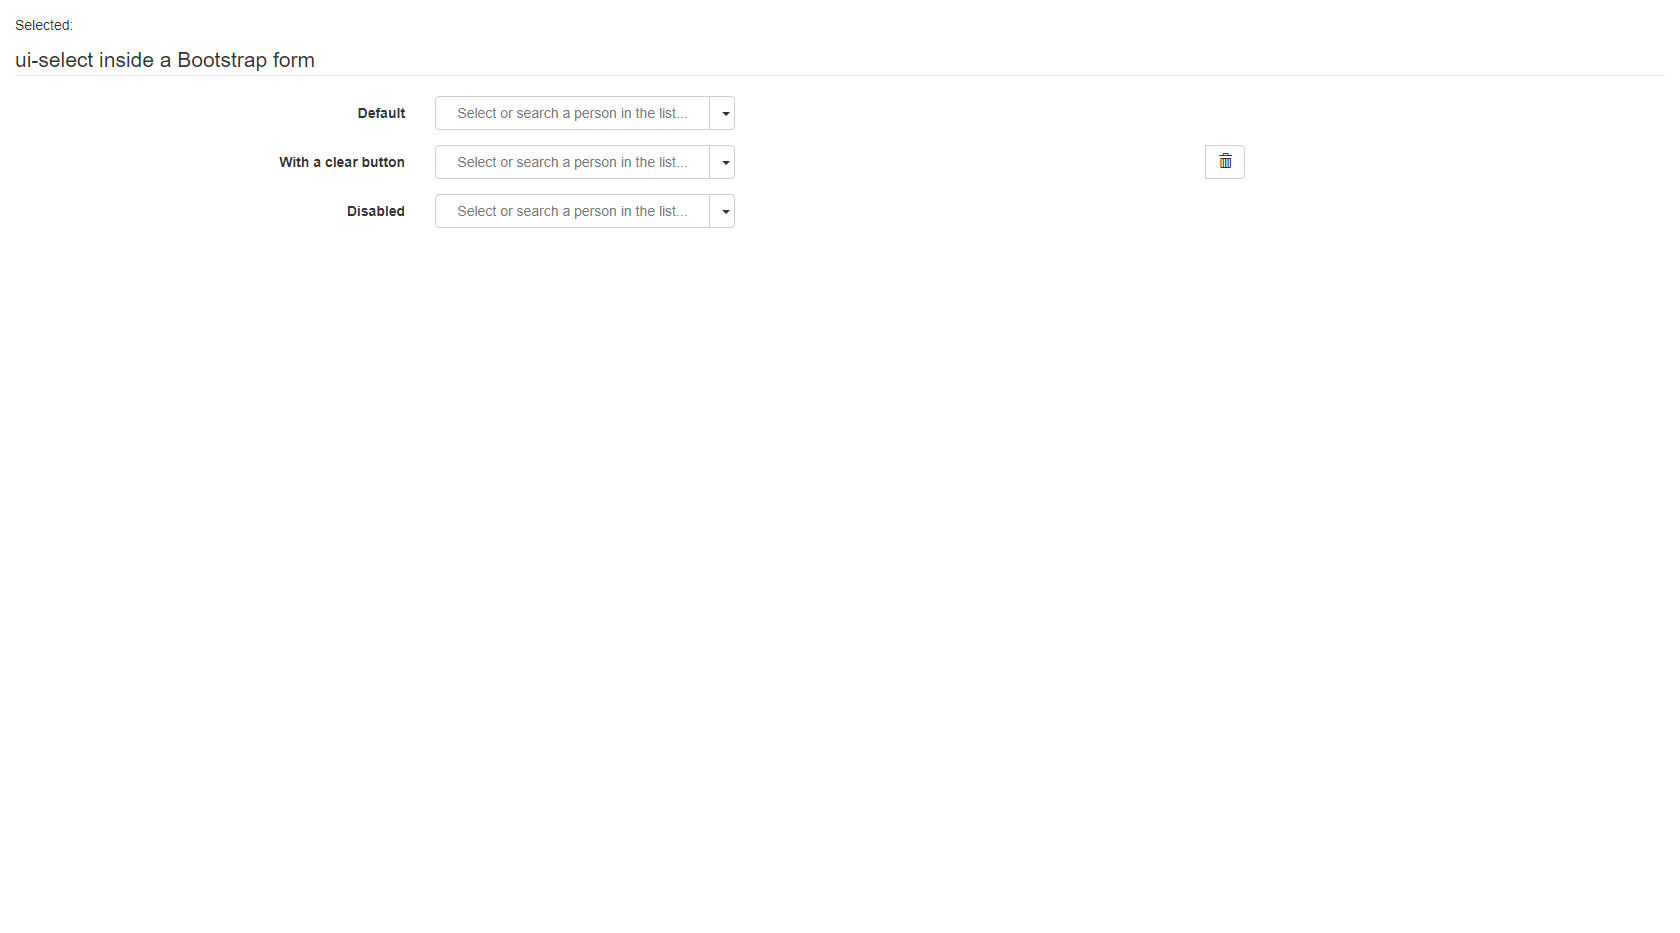 Selected:
ui-select inside a Bootstrap form
Default
Select or search a person in the list...
With a clear button
Select or search a person in the list...
Disabled
Select or search a person in the list...